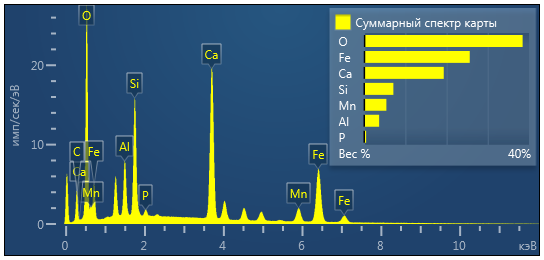 O
Суммарный спектр карты
O
Fe
Ca
Si
Mn
Al
P
Вес %
40%
20
10
0
имп/сек/эВ
Ca
Si
C
Fe
Al
Fe
Ca
Mn
P
Mn
Fe
0
2
4
6
8
10
кэВ